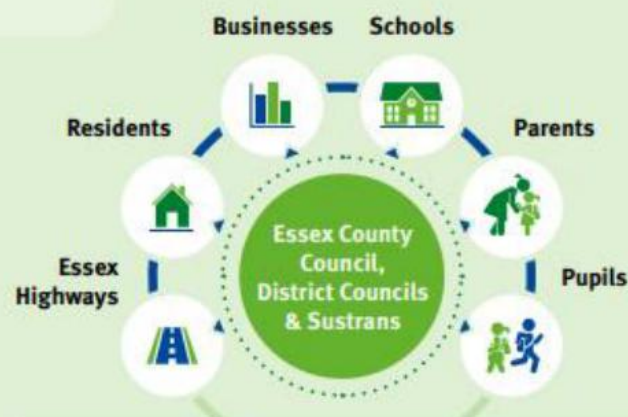 Businesses
Schools
Residents
Parents
Essex County
Council,
District Councils
& Sustrans
Essex
Highways
Pupils